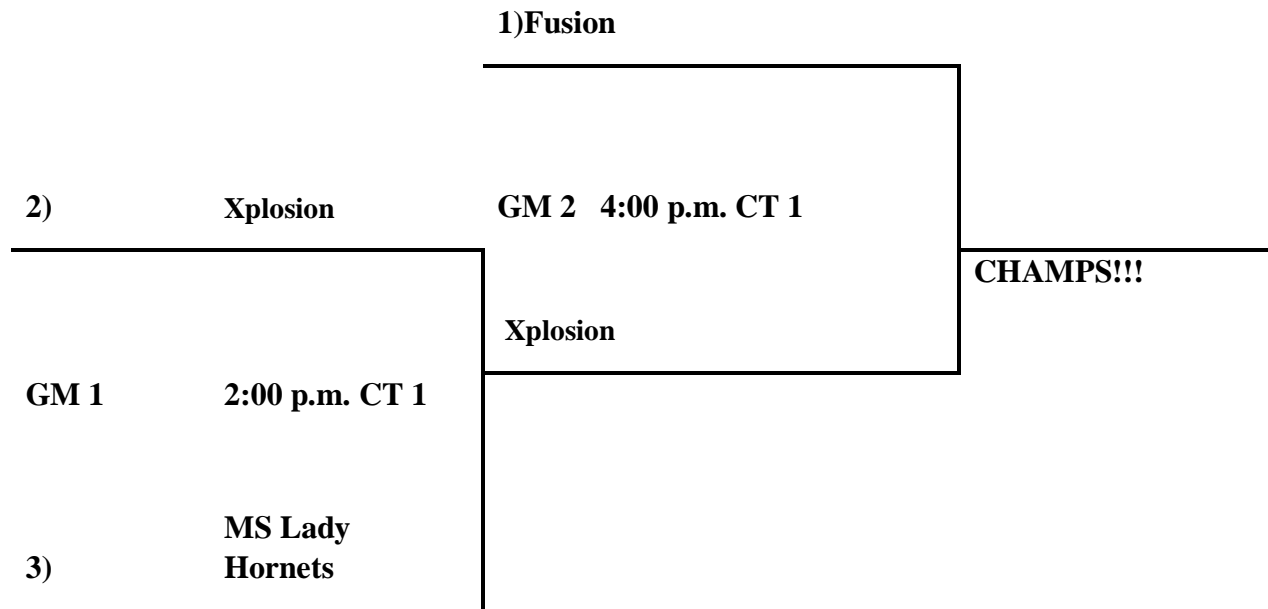 1)Fusion
2) Xplosion GM 2 4:00 p.m. CT 1
CHAMPS!!!
Xplosion
GM 1 2:00 p.m. CT 1
MS Lady
3) Hornets